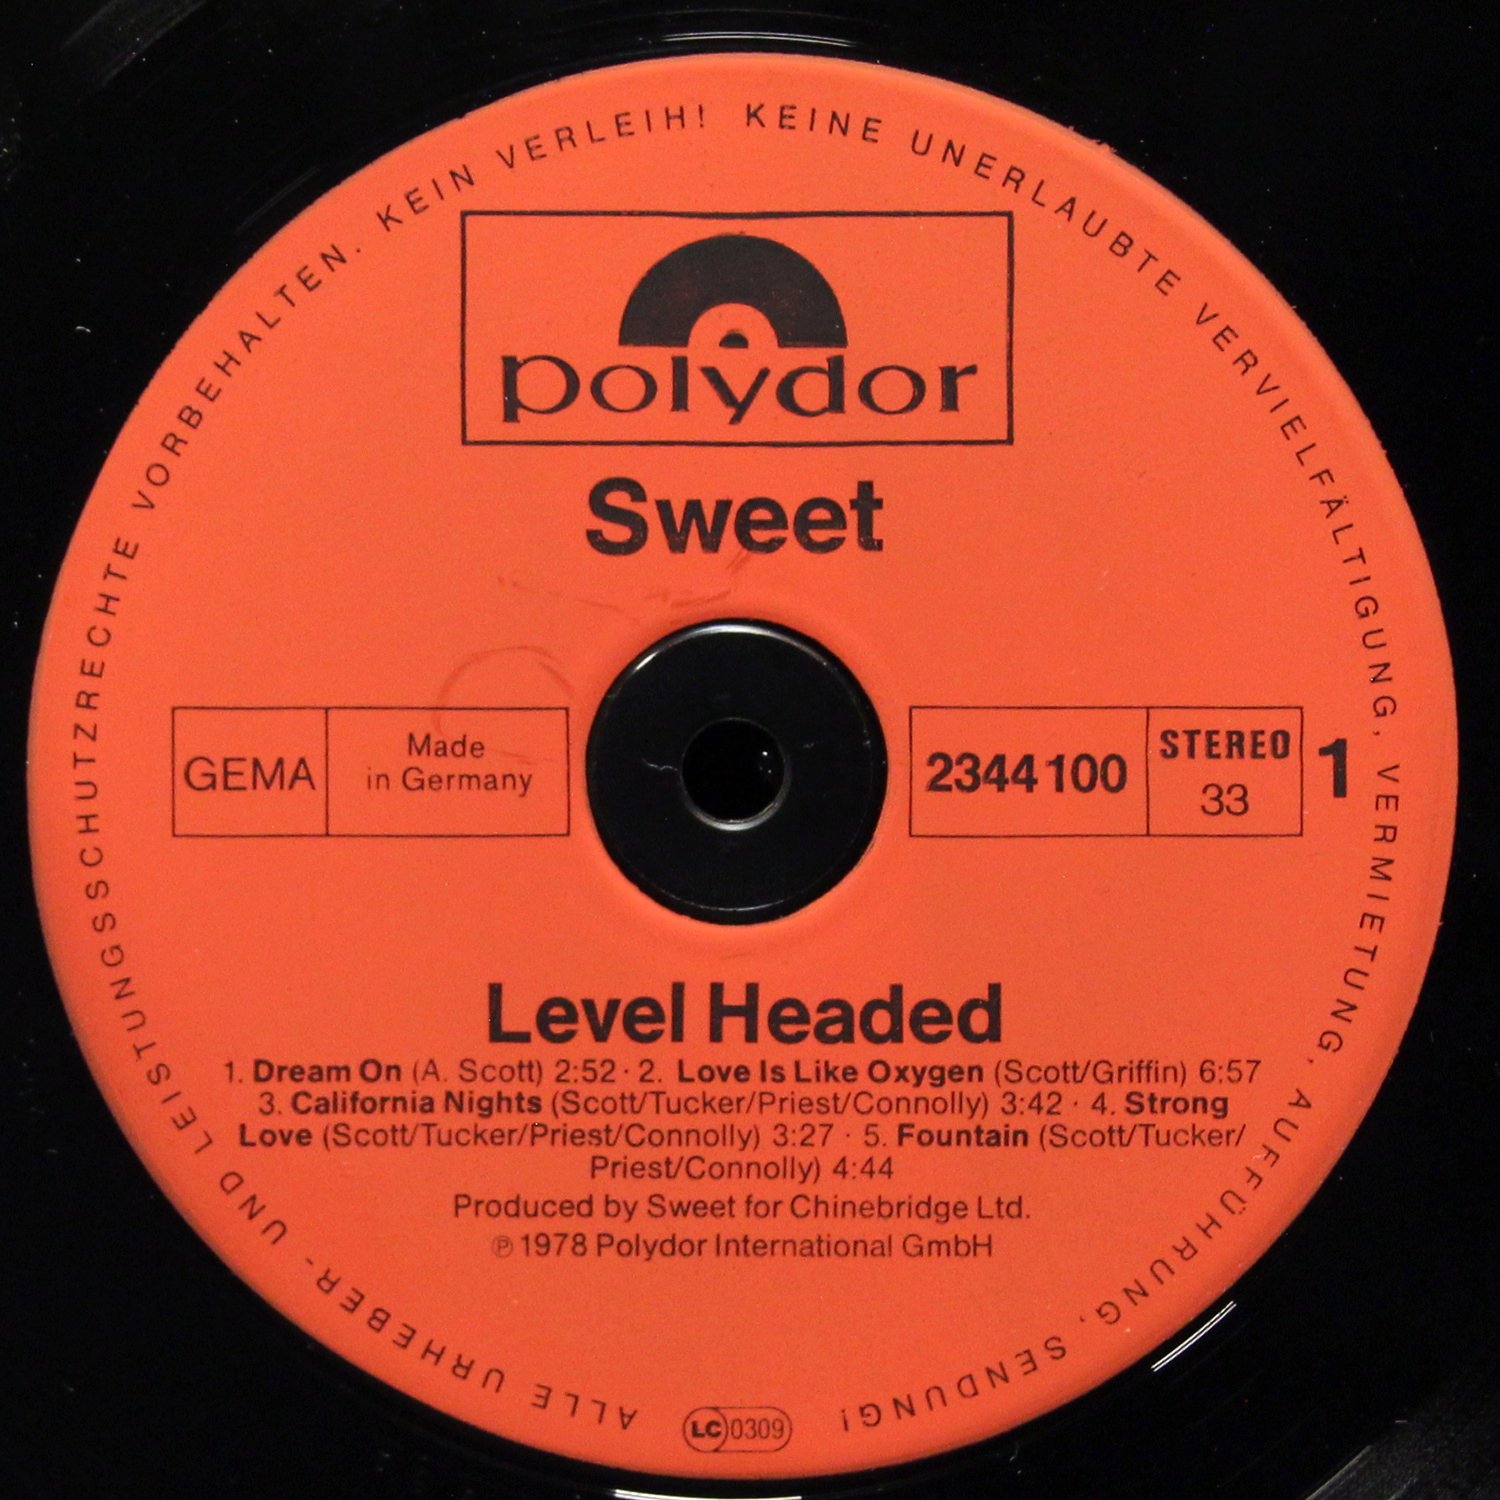 ALLE URHEBER- UND LEISTUNGSSCHUTZRECHTE VORBEHALTEN. KEIN VERLEIH! KEINE UNERLAUBTE VERVIELFÄLTIGUNG, VERMIETUNG, AUFFÜHRUNG, SENDUNG!
polydor
Sweet
GEMA
Made
in Germany
2344 100
STEREO
33
1
Level Headed
1. Dream On (A. Scott) 2:52 · 2. Love Is Like Oxygen (Scott/Griffin) 6:57
3. California Nights (Scott/Tucker/Priest/Connolly) 3:42 · 4. Strong
Love (Scott/Tucker/Priest/Connolly) 3:27 · 5. Fountain (Scott/Tucker/
Priest/Connolly) 4:44
Produced by Sweet for Chinebridge Ltd.
℗ 1978 Polydor International GmbH
LC 0309